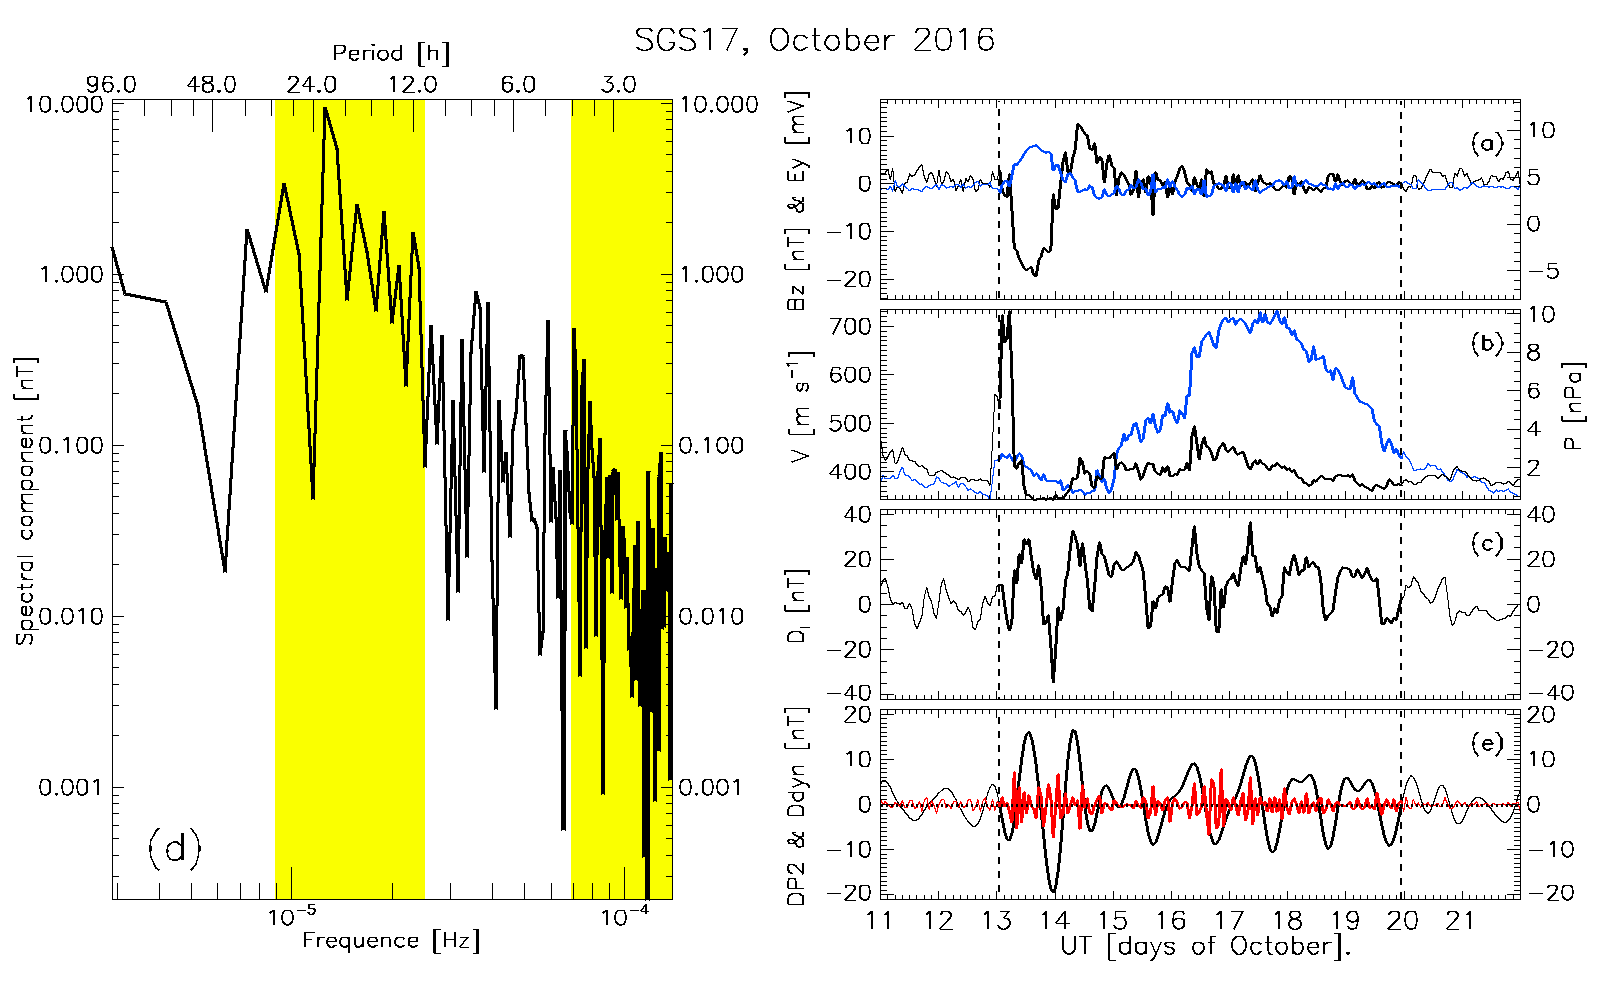 SGS17, October 2016
Period [h]
96.0 48.0 24.0 12.0 6.0 3.0
10.000 10.000
1.000 1.000
0.100 0.100
0.010 0.010
0.001 0.001
Spectral component [nT]
(d)
10⁻⁵ 10⁻⁴
Frequence [Hz]
Bz [nT] & Ey [mV]
10
0
−10
−20
(a)
10
5
0
−5
V [m s⁻¹]
700
600
500
400
(b)
10
8
6
4
2
P [nPa]
D_I [nT]
40 40
20 20
0 0
−20 −20
−40 −40
(c)
DP2 & Ddyn [nT]
20 20
10 10
0 0
−10 −10
−20 −20
(e)
11 12 13 14 15 16 17 18 19 20 21
UT [days of October].